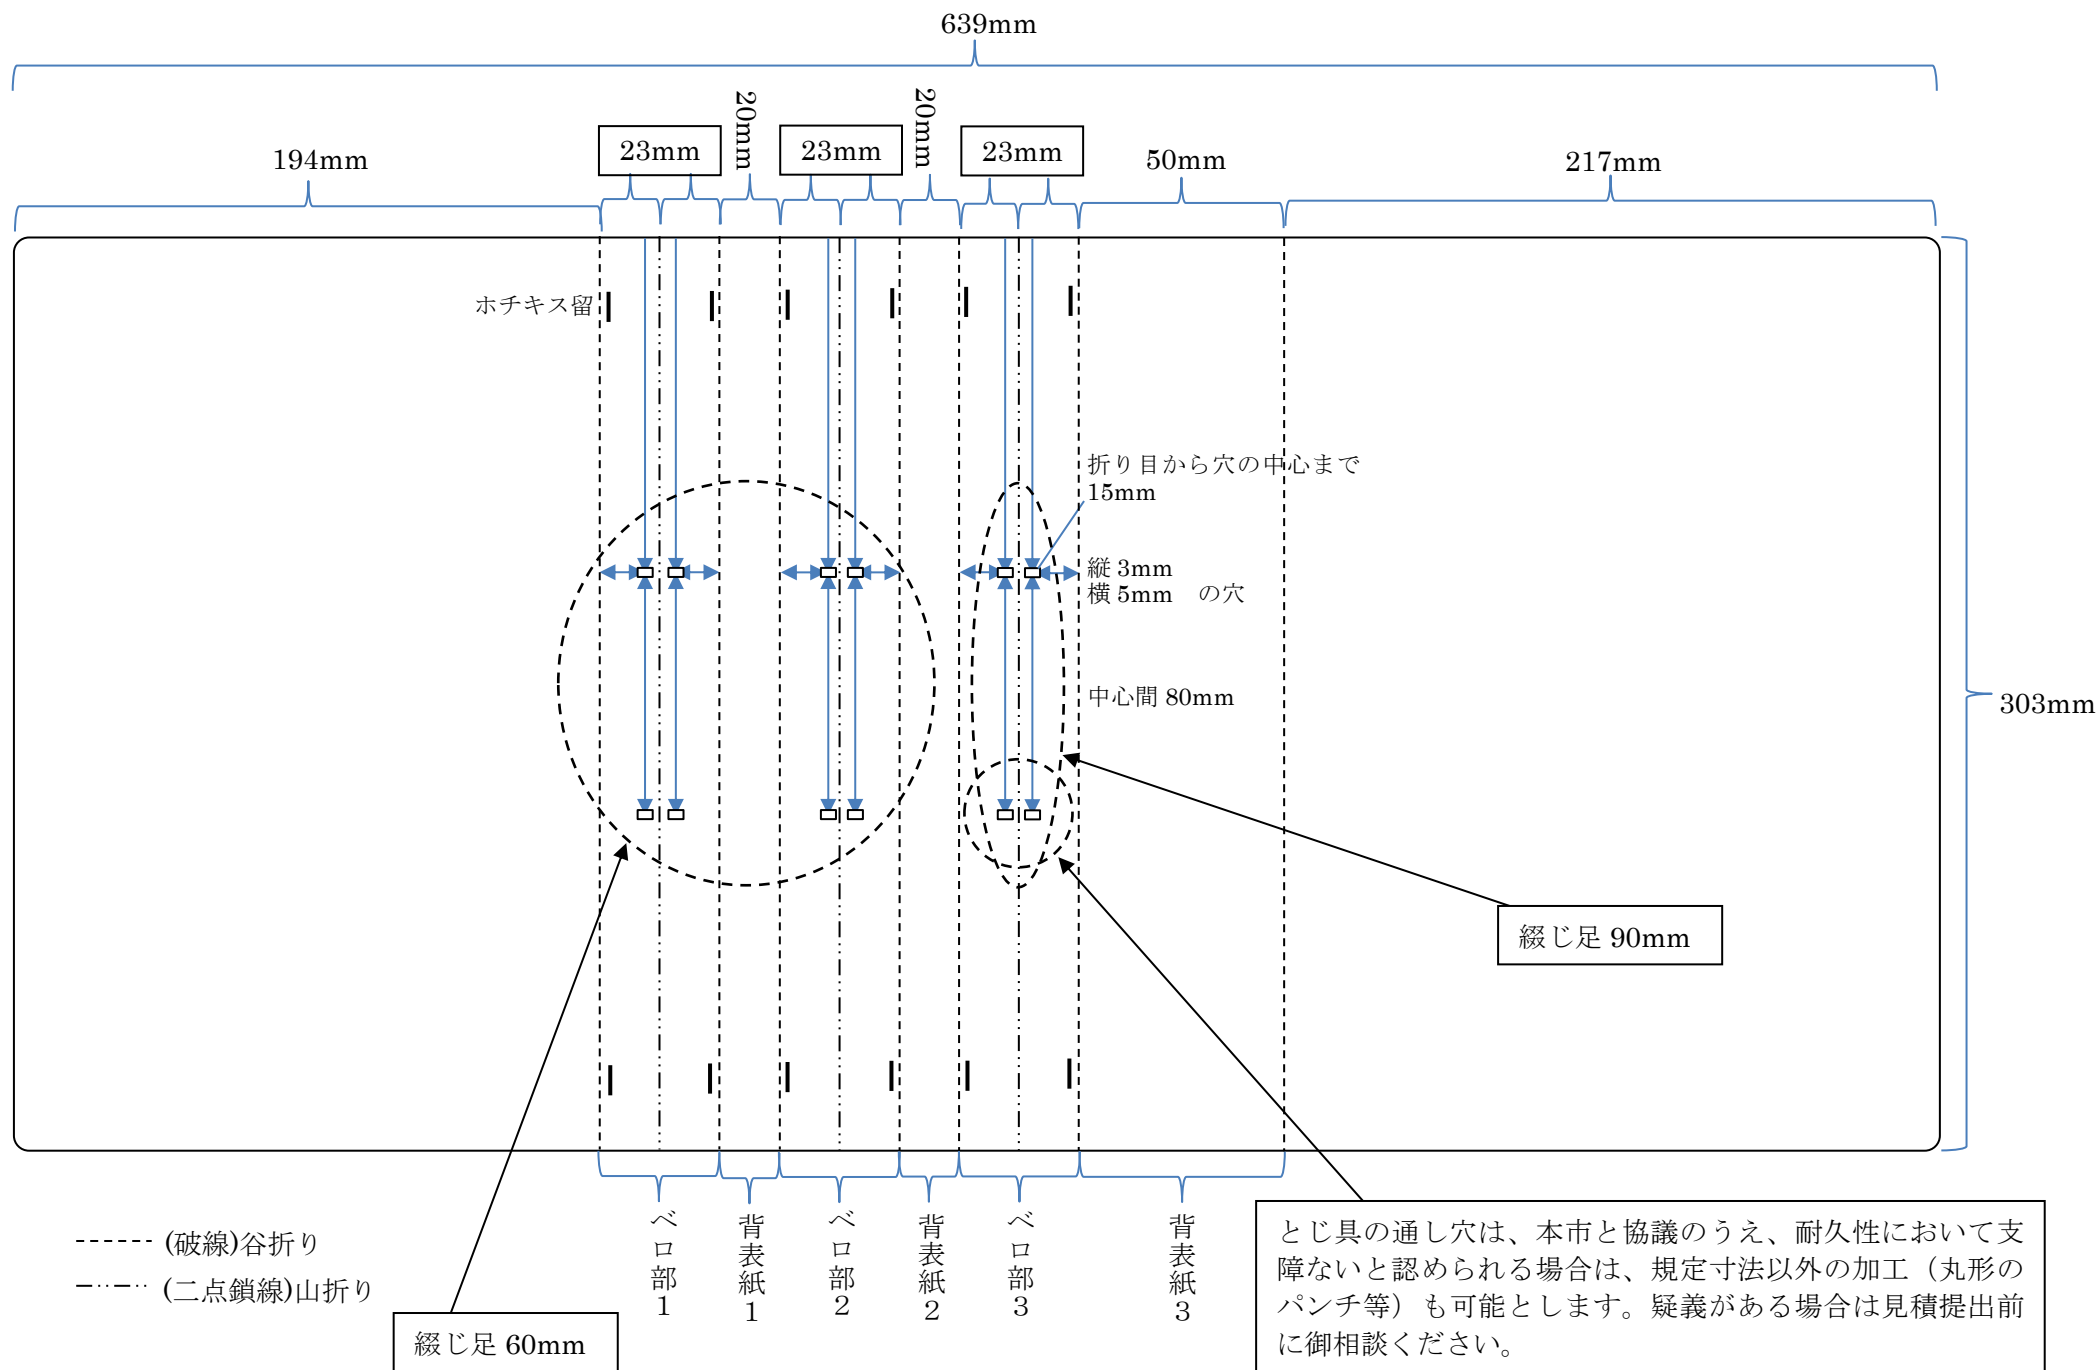 639mm
194mm
23mm
20mm
23mm
20mm
23mm
50mm
217mm
ホチキス留
折り目から穴の中心まで
15mm
縦 3mm
横 5mm　の穴
中心間 80mm
303mm
綴じ足 90mm
ベロ部1
背表紙1
ベロ部2
背表紙2
ベロ部3
背表紙3
(破線)谷折り
(二点鎖線)山折り
綴じ足 60mm
とじ具の通し穴は、本市と協議のうえ、耐久性において支
障ないと認められる場合は、規定寸法以外の加工（丸形の
パンチ等）も可能とします。疑義がある場合は見積提出前
に御相談ください。